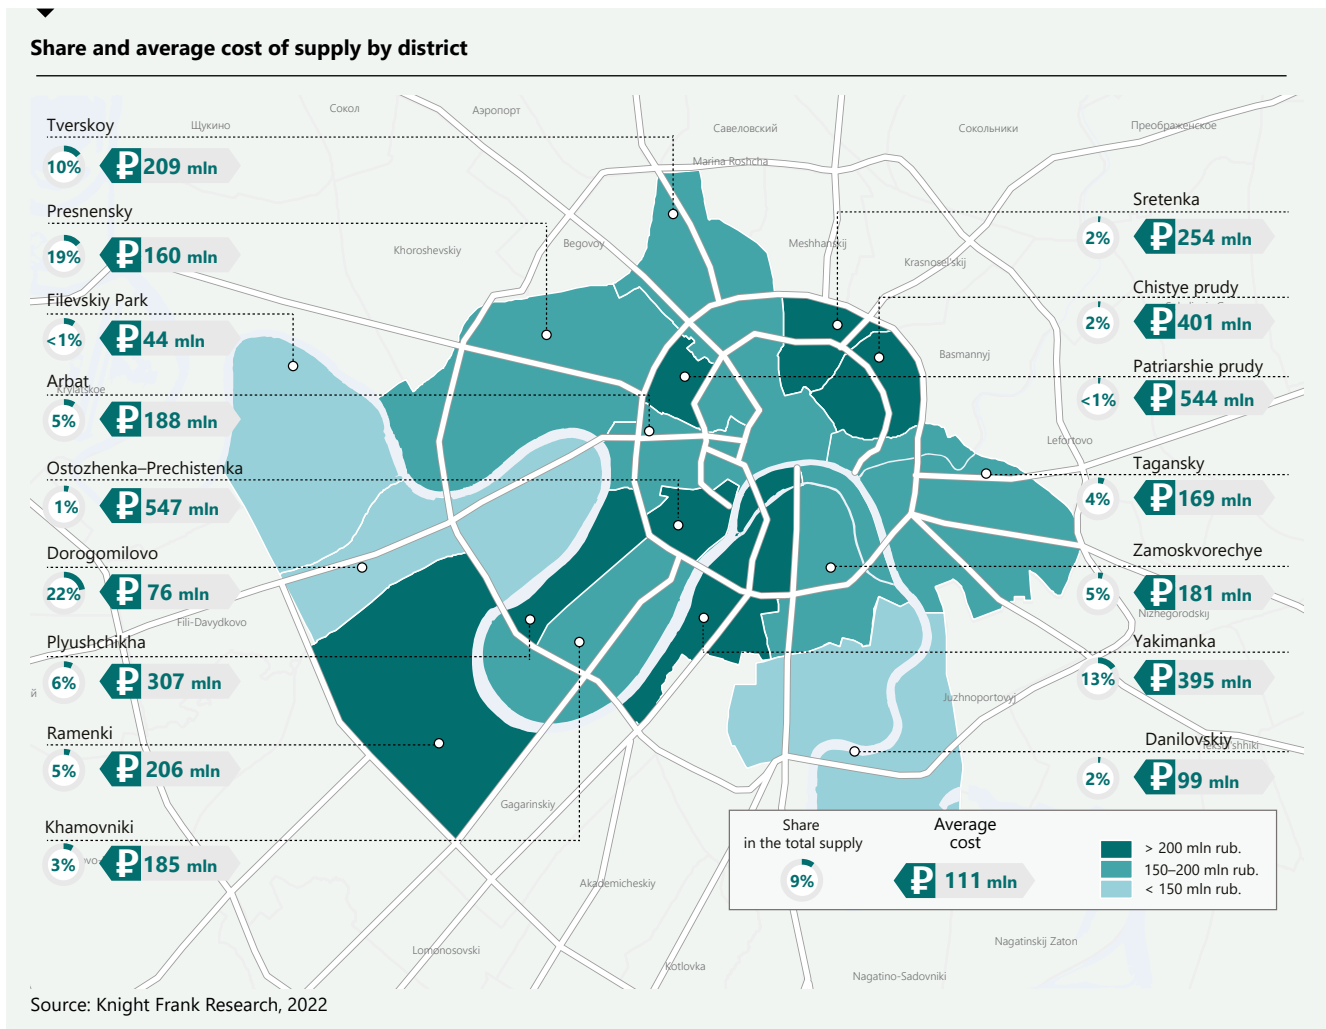 Share and average cost of supply by district
Сокол
Аэропорт
Щукино
Савеловский
Сокольники
Преображенское
Marina Roshcha
Khoroshevskiy
Begovoy
Meshhanskij
Krasnosel'skij
Basmannyj
Lefortovo
Krylatskoe
Fili-Davydkovo
Nizhegorodskij
Juzhnoportovyj
Gagarinskiy
Akademicheskiy
Lomonosovski
Kotlovka
Nagatinskij Zaton
Nagatino-Sadovniki
й
Tverskoy
10% ₽ 209 mln
Presnensky
19% ₽ 160 mln
Filevskiy Park
<1% ₽ 44 mln
Arbat
5% ₽ 188 mln
Ostozhenka–Prechistenka
1% ₽ 547 mln
Dorogomilovo
22% ₽ 76 mln
Plyushchikha
6% ₽ 307 mln
Ramenki
5% ₽ 206 mln
Khamovniki
3% ₽ 185 mln
Sretenka
2% ₽ 254 mln
Chistye prudy
2% ₽ 401 mln
Patriarshie prudy
<1% ₽ 544 mln
Tagansky
4% ₽ 169 mln
Zamoskvorechye
5% ₽ 181 mln
Yakimanka
13% ₽ 395 mln
Danilovskiy
2% ₽ 99 mln
Share
in the total supply
9%
Average
cost
₽ 111 mln
> 200 mln rub.
150–200 mln rub.
< 150 mln rub.
Source: Knight Frank Research, 2022